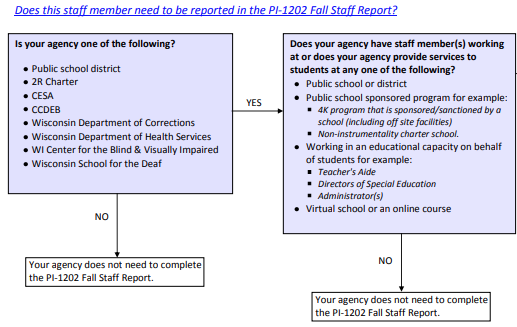 Does this staff member need to be reported in the PI-1202 Fall Staff Report?
Is your agency one of the following?
● Public school district
● 2R Charter
● CESA
● CCDEB
● Wisconsin Department of Corrections
● Wisconsin Department of Health Services
● WI Center for the Blind & Visually Impaired
● Wisconsin School for the Deaf
YES
Does your agency have staff member(s) working
at or does your agency provide services to
students at any one of the following?
● Public school or district
● Public school sponsored program for example:
▪ 4K program that is sponsored/sanctioned by a
school (including off site facilities)
▪ Non-instrumentality charter school.
● Working in an educational capacity on behalf
of students for example:
▪ Teacher's Aide
▪ Directors of Special Education
▪ Administrator(s)
● Virtual school or an online course
NO
Your agency does not need to complete
the PI-1202 Fall Staff Report.
NO
Your agency does not need to complete
the PI-1202 Fall Staff Report.